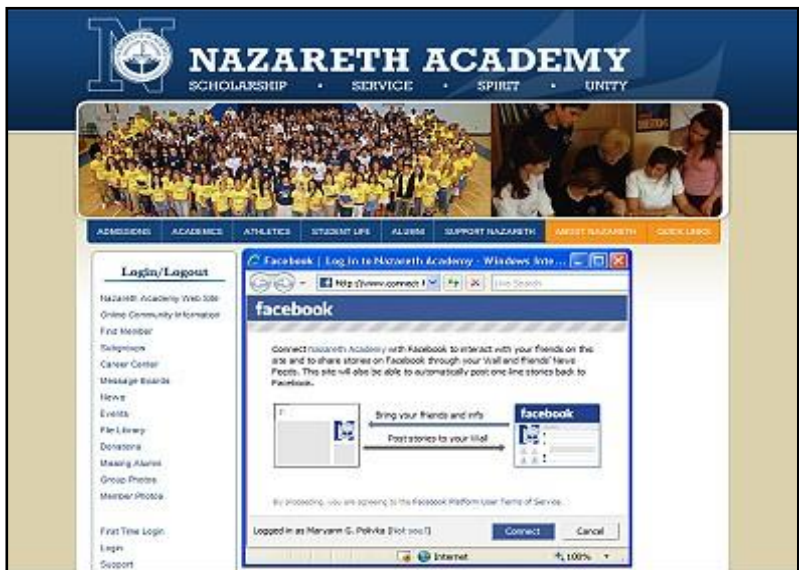 NAZARETH ACADEMY
SCHOLARSHIP · SERVICE · SPIRIT · UNITY
ADMISSIONS ACADEMICS ATHLETICS STUDENT LIFE ALUMNI SUPPORT NAZARETH ABOUT NAZARETH QUICK LINKS
Login/Logout
Nazareth Academy Web Site
Online Community Information
Find Member
Subgroups
Career Center
Message Boards
News
Events
File Library
Donations
Missing Alumni
Group Photos
Member Photos
First Time Login
Login
Support
Facebook | Log In to Nazareth Academy - Windows Inte...
http://www.connect.f
Live Search
facebook
Connect Nazareth Academy with Facebook to interact with your friends on this
site and to share stories on Facebook through your Wall and friends' News
Feeds. This site will also be able to automatically post one line stories back to
Facebook.
Bring your friends and info
facebook
Post stories to your Wall
By proceeding, you are agreeing to the Facebook Platform User Terms of Service.
Logged in as Maryann G. Polivka (Not you?)
Connect
Cancel
Internet
100%